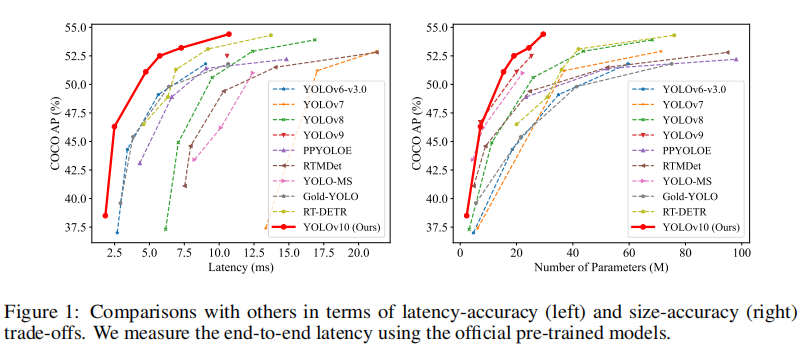 55.0
52.5
50.0
47.5
45.0
42.5
40.0
37.5
COCO AP (%)
2.5 5.0 7.5 10.0 12.5 15.0 17.5 20.0
Latency (ms)
YOLOv6-v3.0
YOLOv7
YOLOv8
YOLOv9
PPYOLOE
RTMDet
YOLO-MS
Gold-YOLO
RT-DETR
YOLOv10 (Ours)
55.0
52.5
50.0
47.5
45.0
42.5
40.0
37.5
COCO AP (%)
0 20 40 60 80 100
Number of Parameters (M)
YOLOv6-v3.0
YOLOv7
YOLOv8
YOLOv9
PPYOLOE
RTMDet
YOLO-MS
Gold-YOLO
RT-DETR
YOLOv10 (Ours)
Figure 1: Comparisons with others in terms of latency-accuracy (left) and size-accuracy (right)
trade-offs. We measure the end-to-end latency using the official pre-trained models.